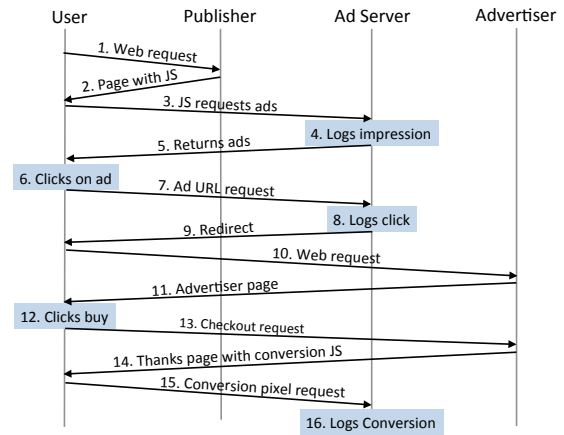 User Publisher Ad Server Advertiser
1. Web request
2. Page with JS
3. JS requests ads
4. Logs impression
5. Returns ads
6. Clicks on ad
7. Ad URL request
8. Logs click
9. Redirect
10. Web request
11. Advertiser page
12. Clicks buy
13. Checkout request
14. Thanks page with conversion JS
15. Conversion pixel request
16. Logs Conversion